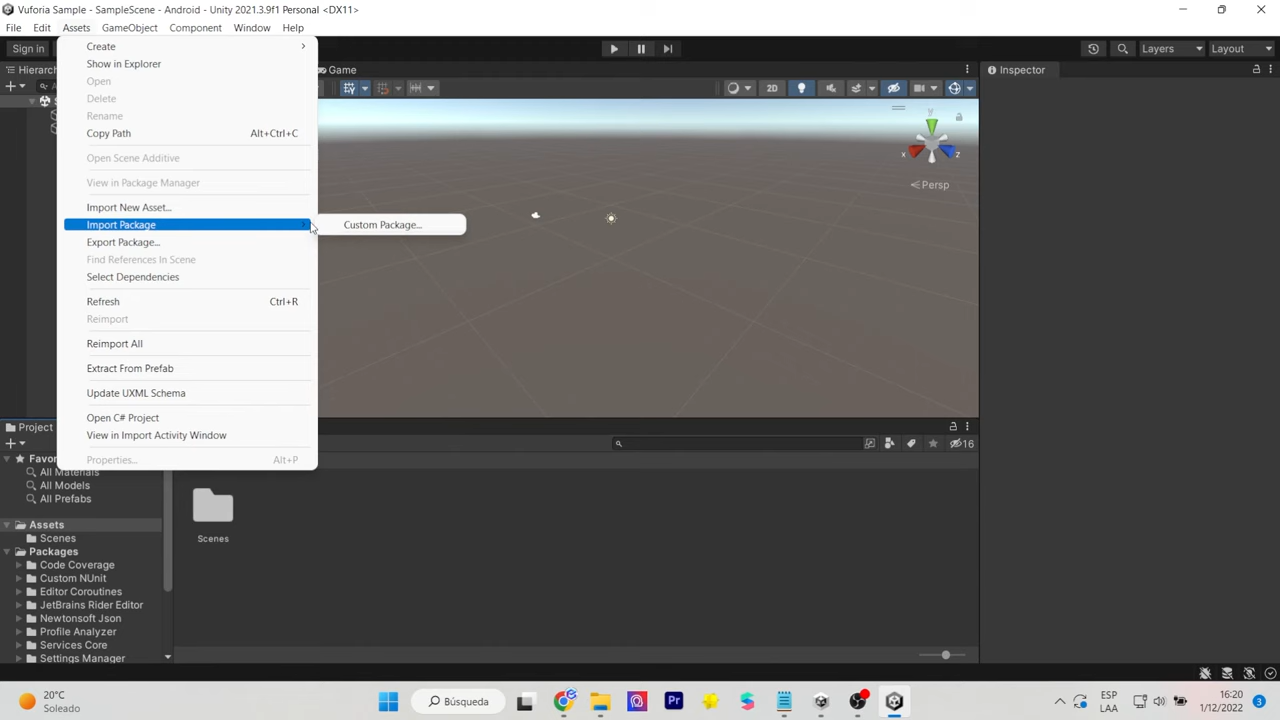 Vuforia Sample - SampleScene - Android - Unity 2021.3.9f1 Personal <DX11>
File Edit Assets GameObject Component Window Help
Sign in
Layers
Layout
Hierarch
Game
Inspector
2D
Create
Show in Explorer
Open
Delete
Rename
Copy Path Alt+Ctrl+C
Open Scene Additive
View in Package Manager
Import New Asset...
Import Package
Custom Package...
Export Package...
Find References In Scene
Select Dependencies
Refresh Ctrl+R
Reimport
Reimport All
Extract From Prefab
Update UXML Schema
Open C# Project
View in Import Activity Window
Properties... Alt+P
y
x
z
Persp
Project
16
Favor
All Materials
All Models
All Prefabs
Assets
Scenes
Packages
Code Coverage
Custom NUnit
Editor Coroutines
JetBrains Rider Editor
Newtonsoft Json
Profile Analyzer
Services Core
Settings Manager
Scenes
20°C
Soleado
Búsqueda
Pr
ESP
LAA
16:20
1/12/2022
3